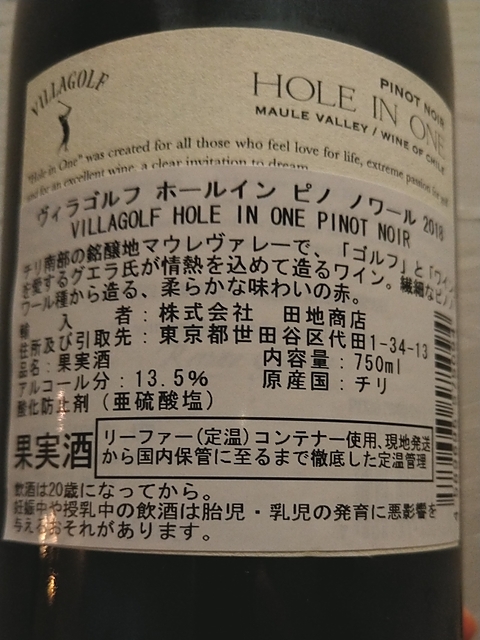 VILLAGOLF
PINOT NOIR
HOLE IN ONE
MAULE VALLEY / WINE OF CHILE
"Hole in One" was created for all those who feel love for life, extreme passion for golf
and for an excellent wine, a clear invitation to dream
ヴィラゴルフ ホールイン ピノ ノワール 2018
VILLAGOLF HOLE IN ONE PINOT NOIR
チリ南部の銘醸地マウレヴァレーで、「ゴルフ」と「ワイン
を愛するグエラ氏が情熱を込めて造るワイン。繊細なピノ
ワール種から造る、柔らかな味わいの赤。
輸入者:株式会社 田地商店
住所及び引取先:東京都世田谷区代田1-34-13
品名:果実酒 内容量:750ml
アルコール分:13.5% 原産国:チリ
酸化防止剤(亜硫酸塩)
果実酒
リーファー(定温)コンテナー使用、現地発送
から国内保管に至るまで徹底した定温管理
飲酒は20歳になってから。
妊娠中や授乳中の飲酒は胎児・乳児の発育に悪影響を
与えるおそれがあります。